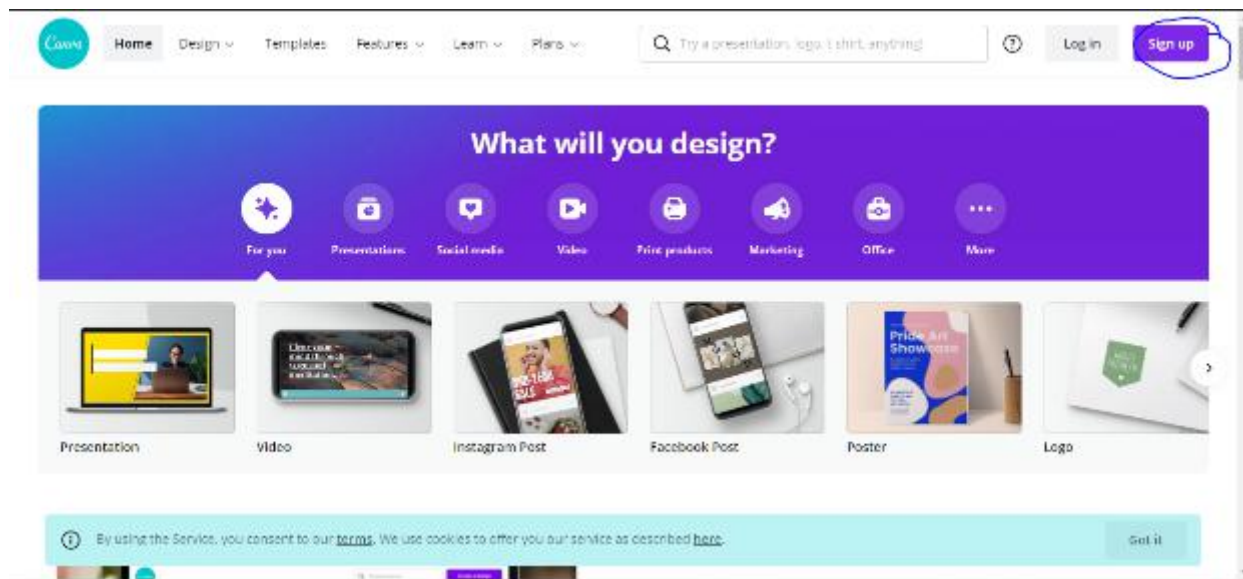 Canva
Home
Design
Templates
Features
Learn
Plans
Try a presentation, logo, t shirt, anything!
Log in
Sign up
What will you design?
For you
Presentations
Social media
Video
Print products
Marketing
Office
More
Pride Art
Showcase
Presentation
Video
Instagram Post
Facebook Post
Poster
Logo
By using the Service, you consent to our terms. We use cookies to offer you our service as described here.
Got it